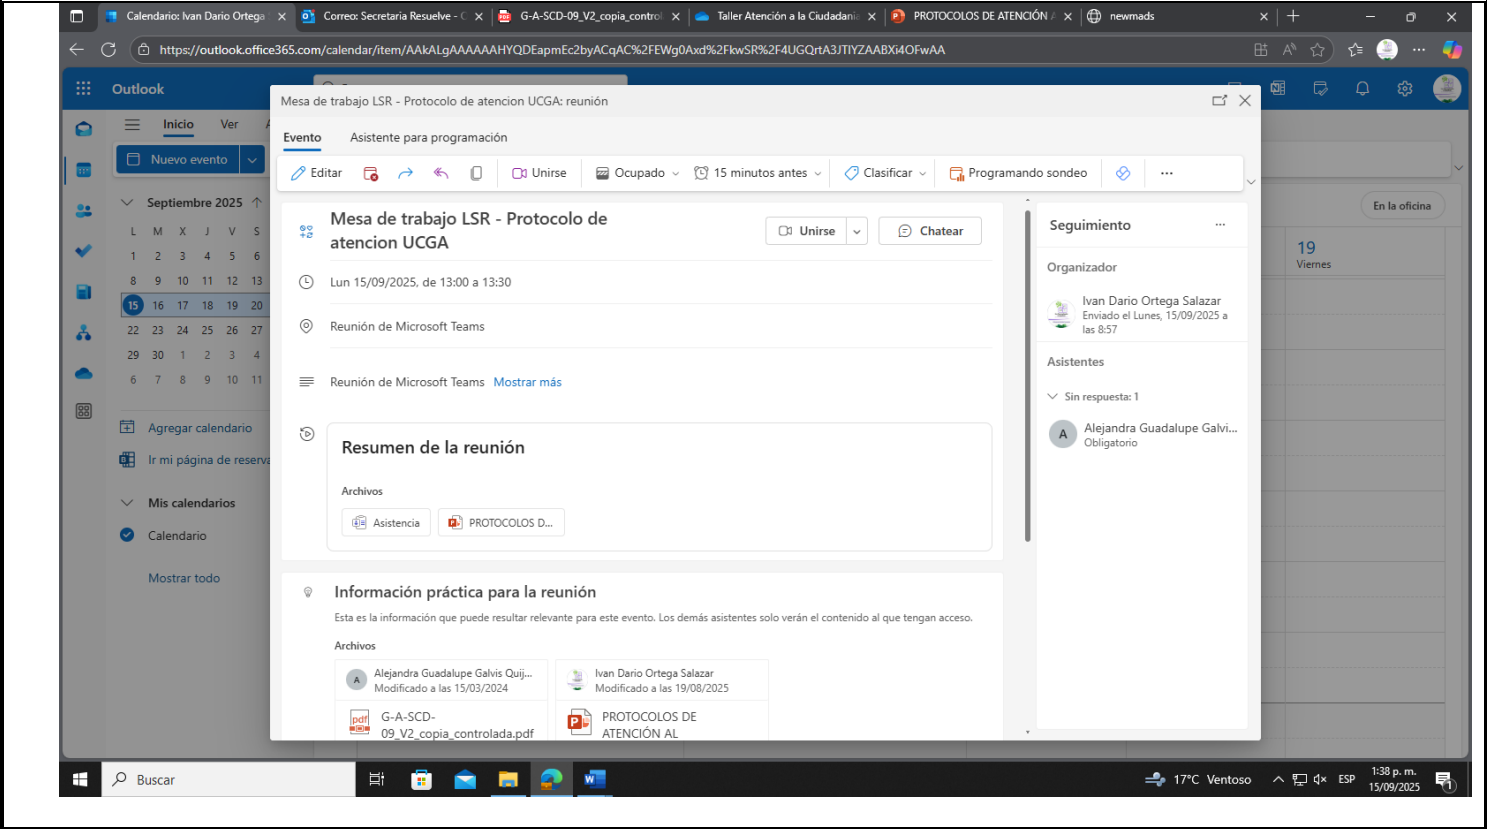 Calendario: Ivan Dario Ortega
Correo: Secretaria Resuelve - C
G-A-SCD-09_V2_copia_control
Taller Atención a la Ciudadanía
PROTOCOLOS DE ATENCIÓN A
newmads
https://outlook.office365.com/calendar/item/AAkALgAAAAAAHYQDEapmEc2byACqAC%2FEWg0Axd%2FkwSR%2F4UGQrtA3JTIYZAABXi4OFwAA
Outlook
Mesa de trabajo LSR - Protocolo de atencion UCGA: reunión
Inicio
Ver
Evento
Asistente para programación
Nuevo evento
Editar
Unirse
Ocupado
15 minutos antes
Clasificar
Programando sondeo
Septiembre 2025
L M X J V S
1 2 3 4 5 6
8 9 10 11 12 13
15 16 17 18 19 20
22 23 24 25 26 27
29 30 1 2 3 4
6 7 8 9 10 11
Agregar calendario
Ir mi página de reserva
Mis calendarios
Calendario
Mostrar todo
Mesa de trabajo LSR - Protocolo de
atencion UCGA
Unirse
Chatear
Lun 15/09/2025, de 13:00 a 13:30
Reunión de Microsoft Teams
Reunión de Microsoft Teams Mostrar más
Resumen de la reunión
Archivos
Asistencia
PROTOCOLOS D...
Información práctica para la reunión
Esta es la información que puede resultar relevante para este evento. Los demás asistentes solo verán el contenido al que tengan acceso.
Archivos
Alejandra Guadalupe Galvis Quij...
Modificado a las 15/03/2024
G-A-SCD-
09_V2_copia_controlada.pdf
Ivan Dario Ortega Salazar
Modificado a las 19/08/2025
PROTOCOLOS DE
ATENCIÓN AL
Seguimiento
Organizador
Ivan Dario Ortega Salazar
Enviado el Lunes, 15/09/2025 a
las 8:57
Asistentes
Sin respuesta: 1
A
Alejandra Guadalupe Galvi...
Obligatorio
En la oficina
19
Viernes
Buscar
17°C Ventoso
ESP
1:38 p. m.
15/09/2025